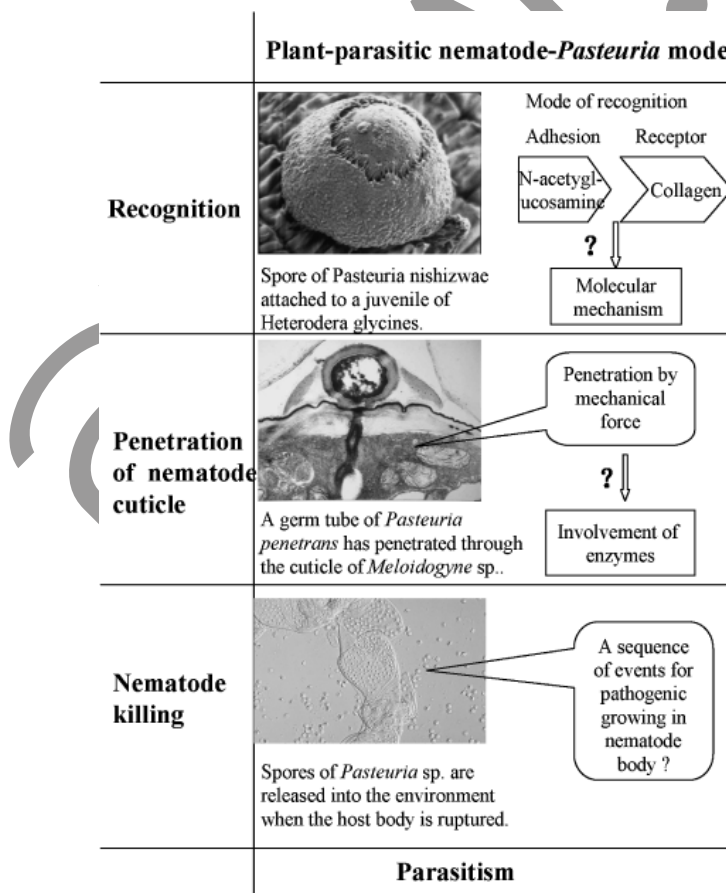 Plant-parasitic nematode-Pasteuria mode
Recognition
Mode of recognition
Adhesion Receptor
N-acetygl-
ucosamine
Collagen
?
Molecular
mechanism
Spore of Pasteuria nishizwae
attached to a juvenile of
Heterodera glycines.
Penetration
of nematode
cuticle
Penetration by
mechanical
force
?
Involvement of
enzymes
A germ tube of Pasteuria
penetrans has penetrated through
the cuticle of Meloidogyne sp..
Nematode
killing
A sequence
of events for
pathogenic
growing in
nematode
body ?
Spores of Pasteuria sp. are
released into the environment
when the host body is ruptured.
Parasitism